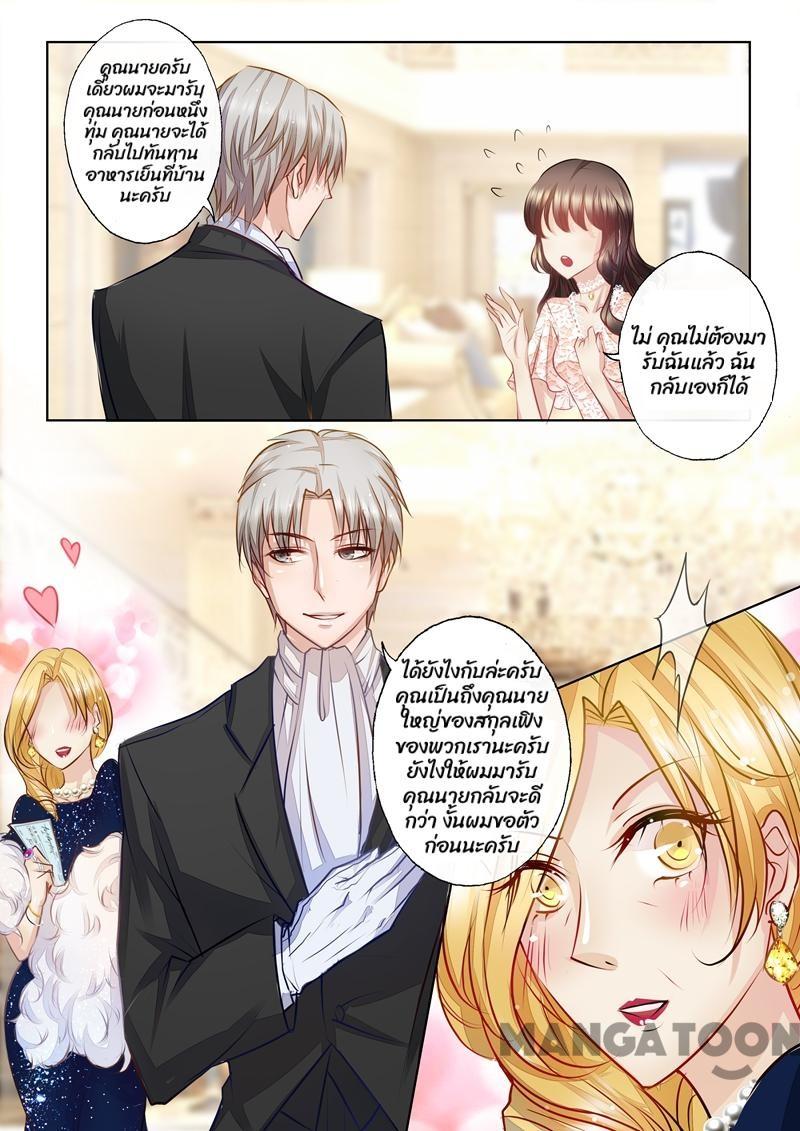 คุณนายครับ
เดี๋ยวผมจะมารับ
คุณนายก่อนหนึ่ง
ทุ่ม คุณนายจะได้
กลับไปทันทาน
อาหารเย็นที่บ้าน
นะครับ
ไม่ คุณไม่ต้องมา
รับฉันแล้ว ฉัน
กลับเองก็ได้
ได้ยังไงกับล่ะครับ
คุณเป็นถึงคุณนาย
ใหญ่ของสกุลเฟิง
ของพวกเรานะครับ
ยังไงให้ผมมารับ
คุณนายกลับจะดี
กว่า งั้นผมขอตัว
ก่อนนะครับ
MANGATOON